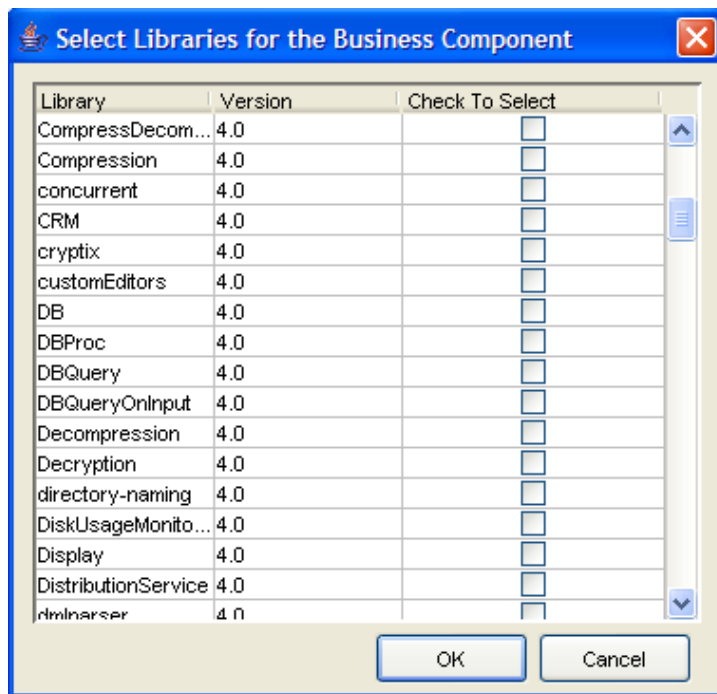 Select Libraries for the Business Component
Library Version Check To Select
CompressDecom... 4.0
Compression 4.0
concurrent 4.0
CRM 4.0
cryptix 4.0
customEditors 4.0
DB 4.0
DBProc 4.0
DBQuery 4.0
DBQueryOnInput 4.0
Decompression 4.0
Decryption 4.0
directory-naming 4.0
DiskUsageMonito... 4.0
Display 4.0
DistributionService 4.0
dmlparser 4.0
OK Cancel